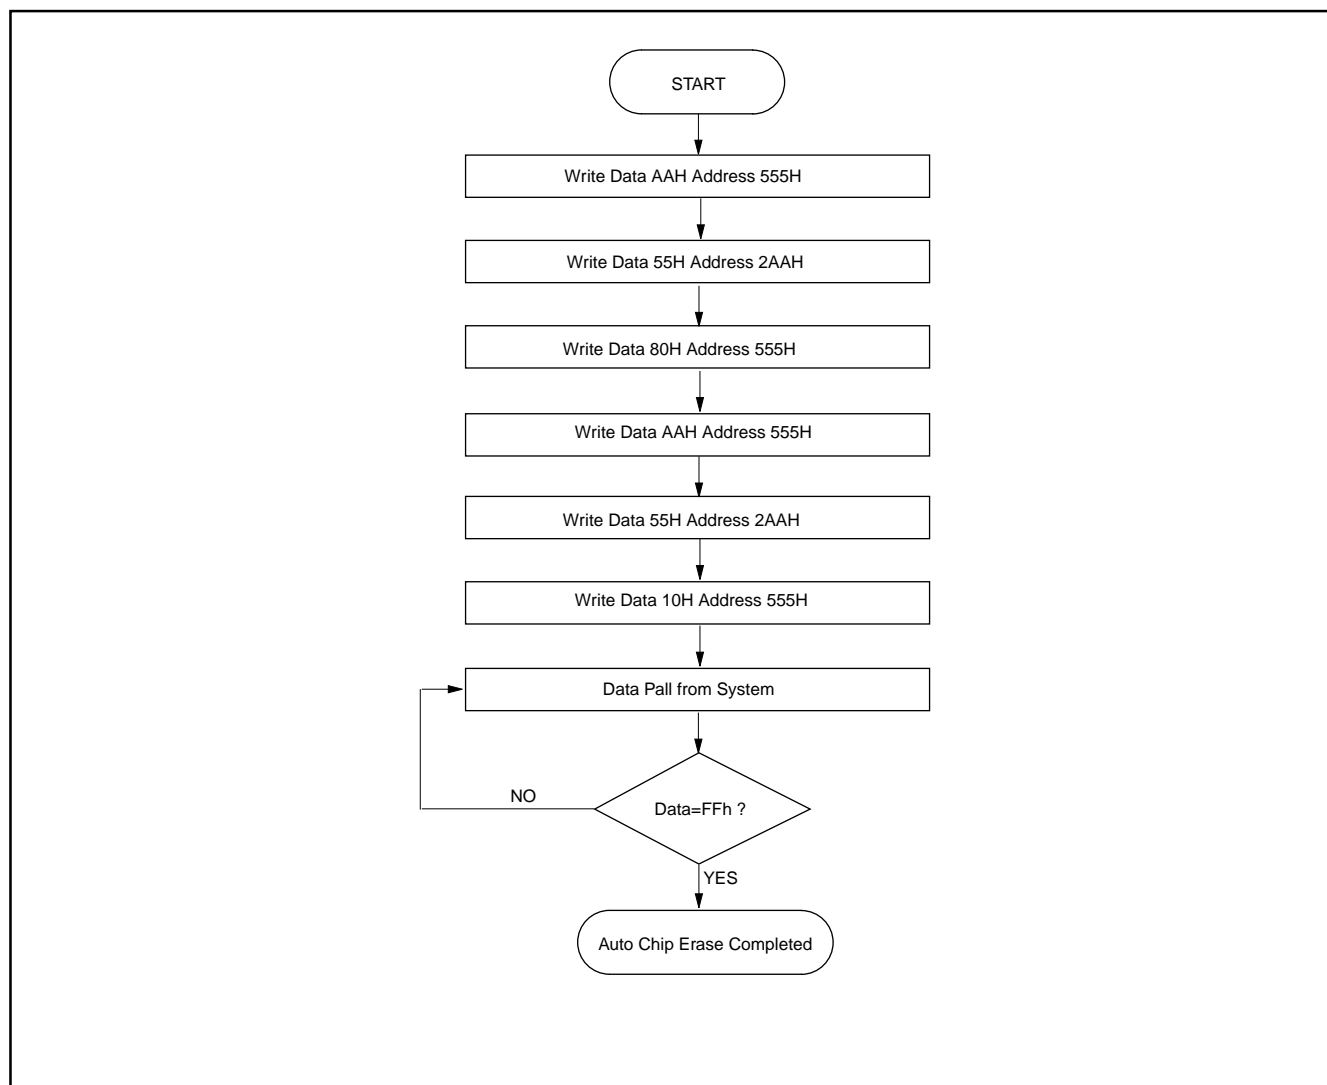 START
Write Data AAH Address 555H
Write Data 55H Address 2AAH
Write Data 80H Address 555H
Write Data AAH Address 555H
Write Data 55H Address 2AAH
Write Data 10H Address 555H
Data Pall from System
NO
Data=FFh ?
YES
Auto Chip Erase Completed